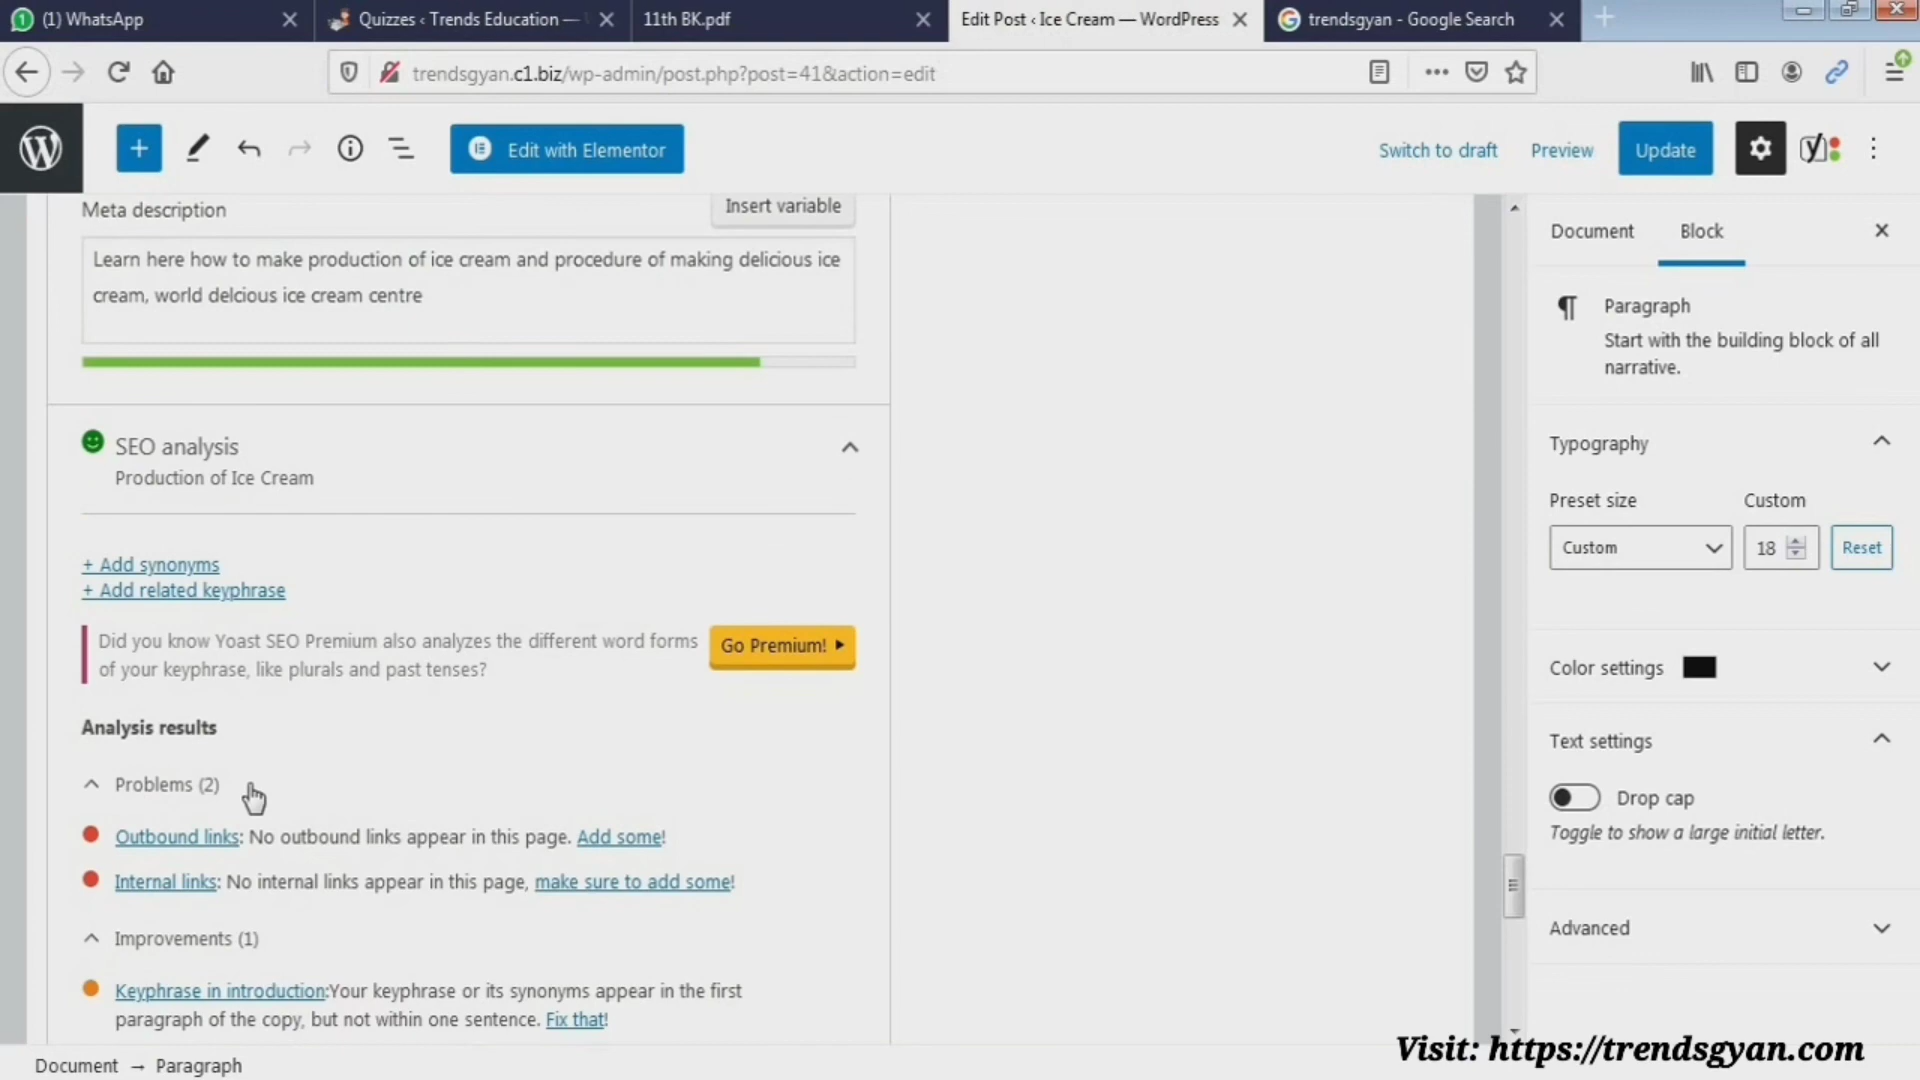 (1) WhatsApp
Quizzes ‹ Trends Education —
11th BK.pdf
Edit Post ‹ Ice Cream — WordPress
trendsgyan - Google Search
trendsgyan.c1.biz/wp-admin/post.php?post=41&action=edit
Edit with Elementor
Switch to draft
Preview
Update
Meta description
Insert variable
Learn here how to make production of ice cream and procedure of making delicious ice
cream, world delcious ice cream centre
SEO analysis
Production of Ice Cream
+ Add synonyms
+ Add related keyphrase
Did you know Yoast SEO Premium also analyzes the different word forms
of your keyphrase, like plurals and past tenses?
Go Premium!
Analysis results
Problems (2)
Outbound links: No outbound links appear in this page. Add some!
Internal links: No internal links appear in this page, make sure to add some!
Improvements (1)
Keyphrase in introduction:Your keyphrase or its synonyms appear in the first
paragraph of the copy, but not within one sentence. Fix that!
Document → Paragraph
Document
Block
Paragraph
Start with the building block of all
narrative.
Typography
Preset size
Custom
Custom
18
Reset
Color settings
Text settings
Drop cap
Toggle to show a large initial letter.
Advanced
Visit: https://trendsgyan.com